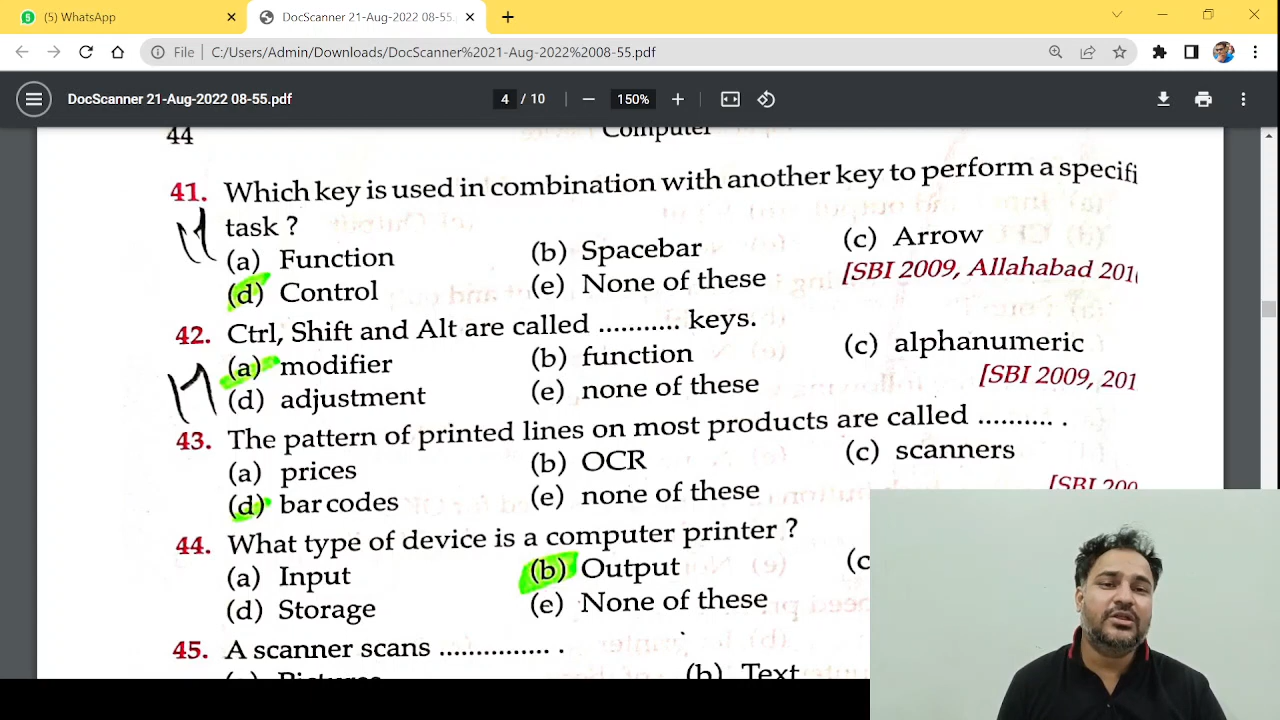 (5) WhatsApp
DocScanner 21-Aug-2022 08-55.
File C:/Users/Admin/Downloads/DocScanner%2021-Aug-2022%2008-55.pdf
DocScanner 21-Aug-2022 08-55.pdf
4 / 10
150%
44
Computer
41. Which key is used in combination with another key to perform a specifi
task ?
(a) Function (b) Spacebar (c) Arrow
(d) Control (e) None of these [SBI 2009, Allahabad 201
42. Ctrl, Shift and Alt are called ........... keys.
(a) modifier (b) function (c) alphanumeric
(d) adjustment (e) none of these [SBI 2009, 201
43. The pattern of printed lines on most products are called .......... .
(a) prices (b) OCR (c) scanners
(d) bar codes (e) none of these [SBI 200
44. What type of device is a computer printer ?
(a) Input (b) Output (c
(d) Storage (e) None of these
45. A scanner scans ............... .
(a) Pictures (b) Text